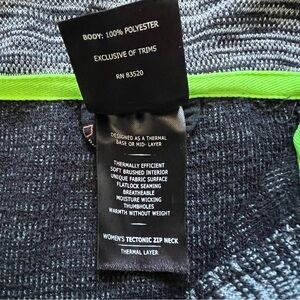 BODY: 100% POLYESTER
EXCLUSIVE OF TRIMS
RN 83520
DESIGNED AS A THERMAL
BASE OR MID- LAYER
THERMALLY EFFICIENT
SOFT BRUSHED INTERIOR
UNIQUE FABRIC SURFACE
FLATLOCK SEAMING
BREATHEABLE
MOISTURE WICKING
THUMBHOLES
WARMTH WITHOUT WEIGHT
WOMEN'S TECTONIC ZIP NECK
THERMAL LAYER